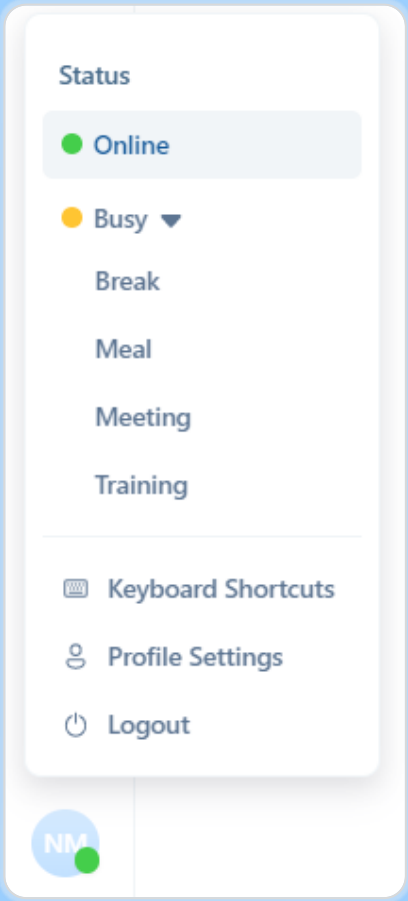 Status
Online
Busy
Break
Meal
Meeting
Training
Keyboard Shortcuts
Profile Settings
Logout
NM